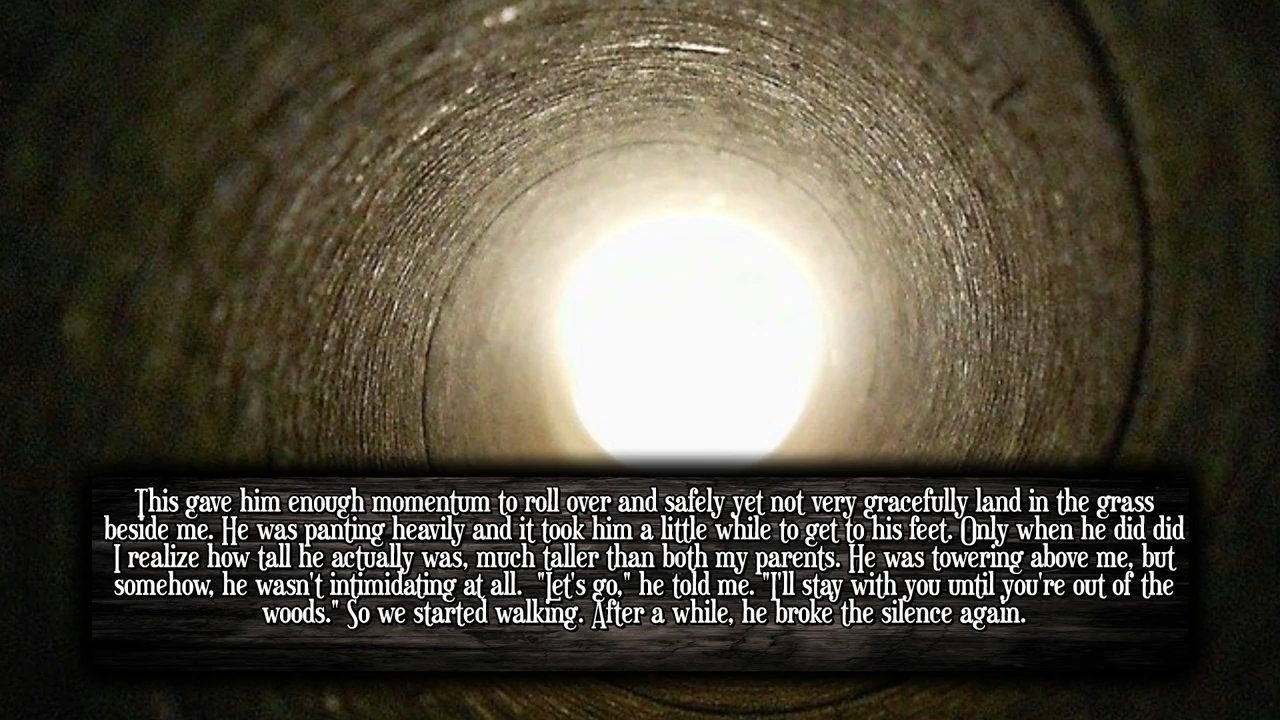 This gave him enough momentum to roll over and safely yet not very gracefully land in the grass
beside me. He was panting heavily and it took him a little while to get to his feet. Only when he did did
I realize how tall he actually was, much taller than both my parents. He was towering above me, but
somehow, he wasn't intimidating at all.  "Let's go," he told me. "I'll stay with you until you're out of the
woods." So we started walking. After a while, he broke the silence again.